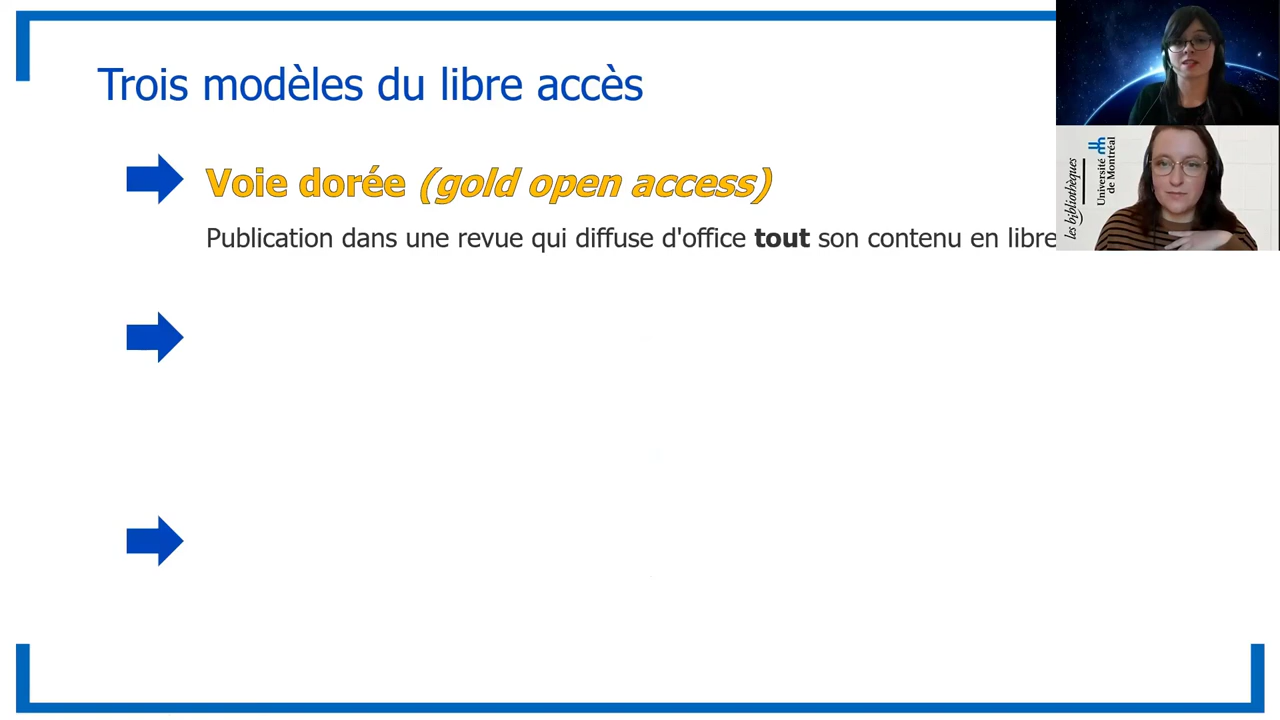 Trois modèles du libre accès
Voie dorée (gold open access)
Publication dans une revue qui diffuse d'office tout son contenu en libre
les bibliothèques
Université
de Montréal